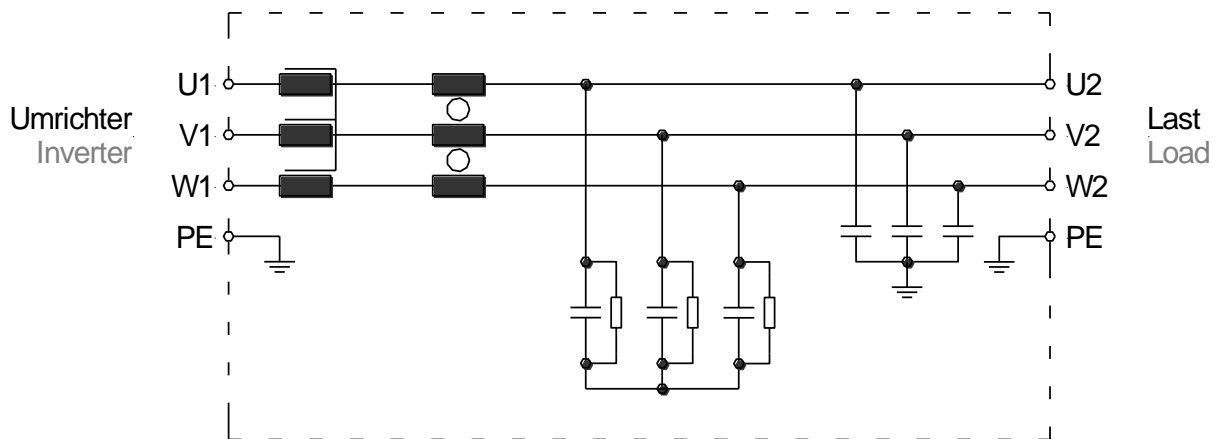 U1
V1
W1
PE
Umrichter
Inverter
U2
V2
W2
PE
Last
Load